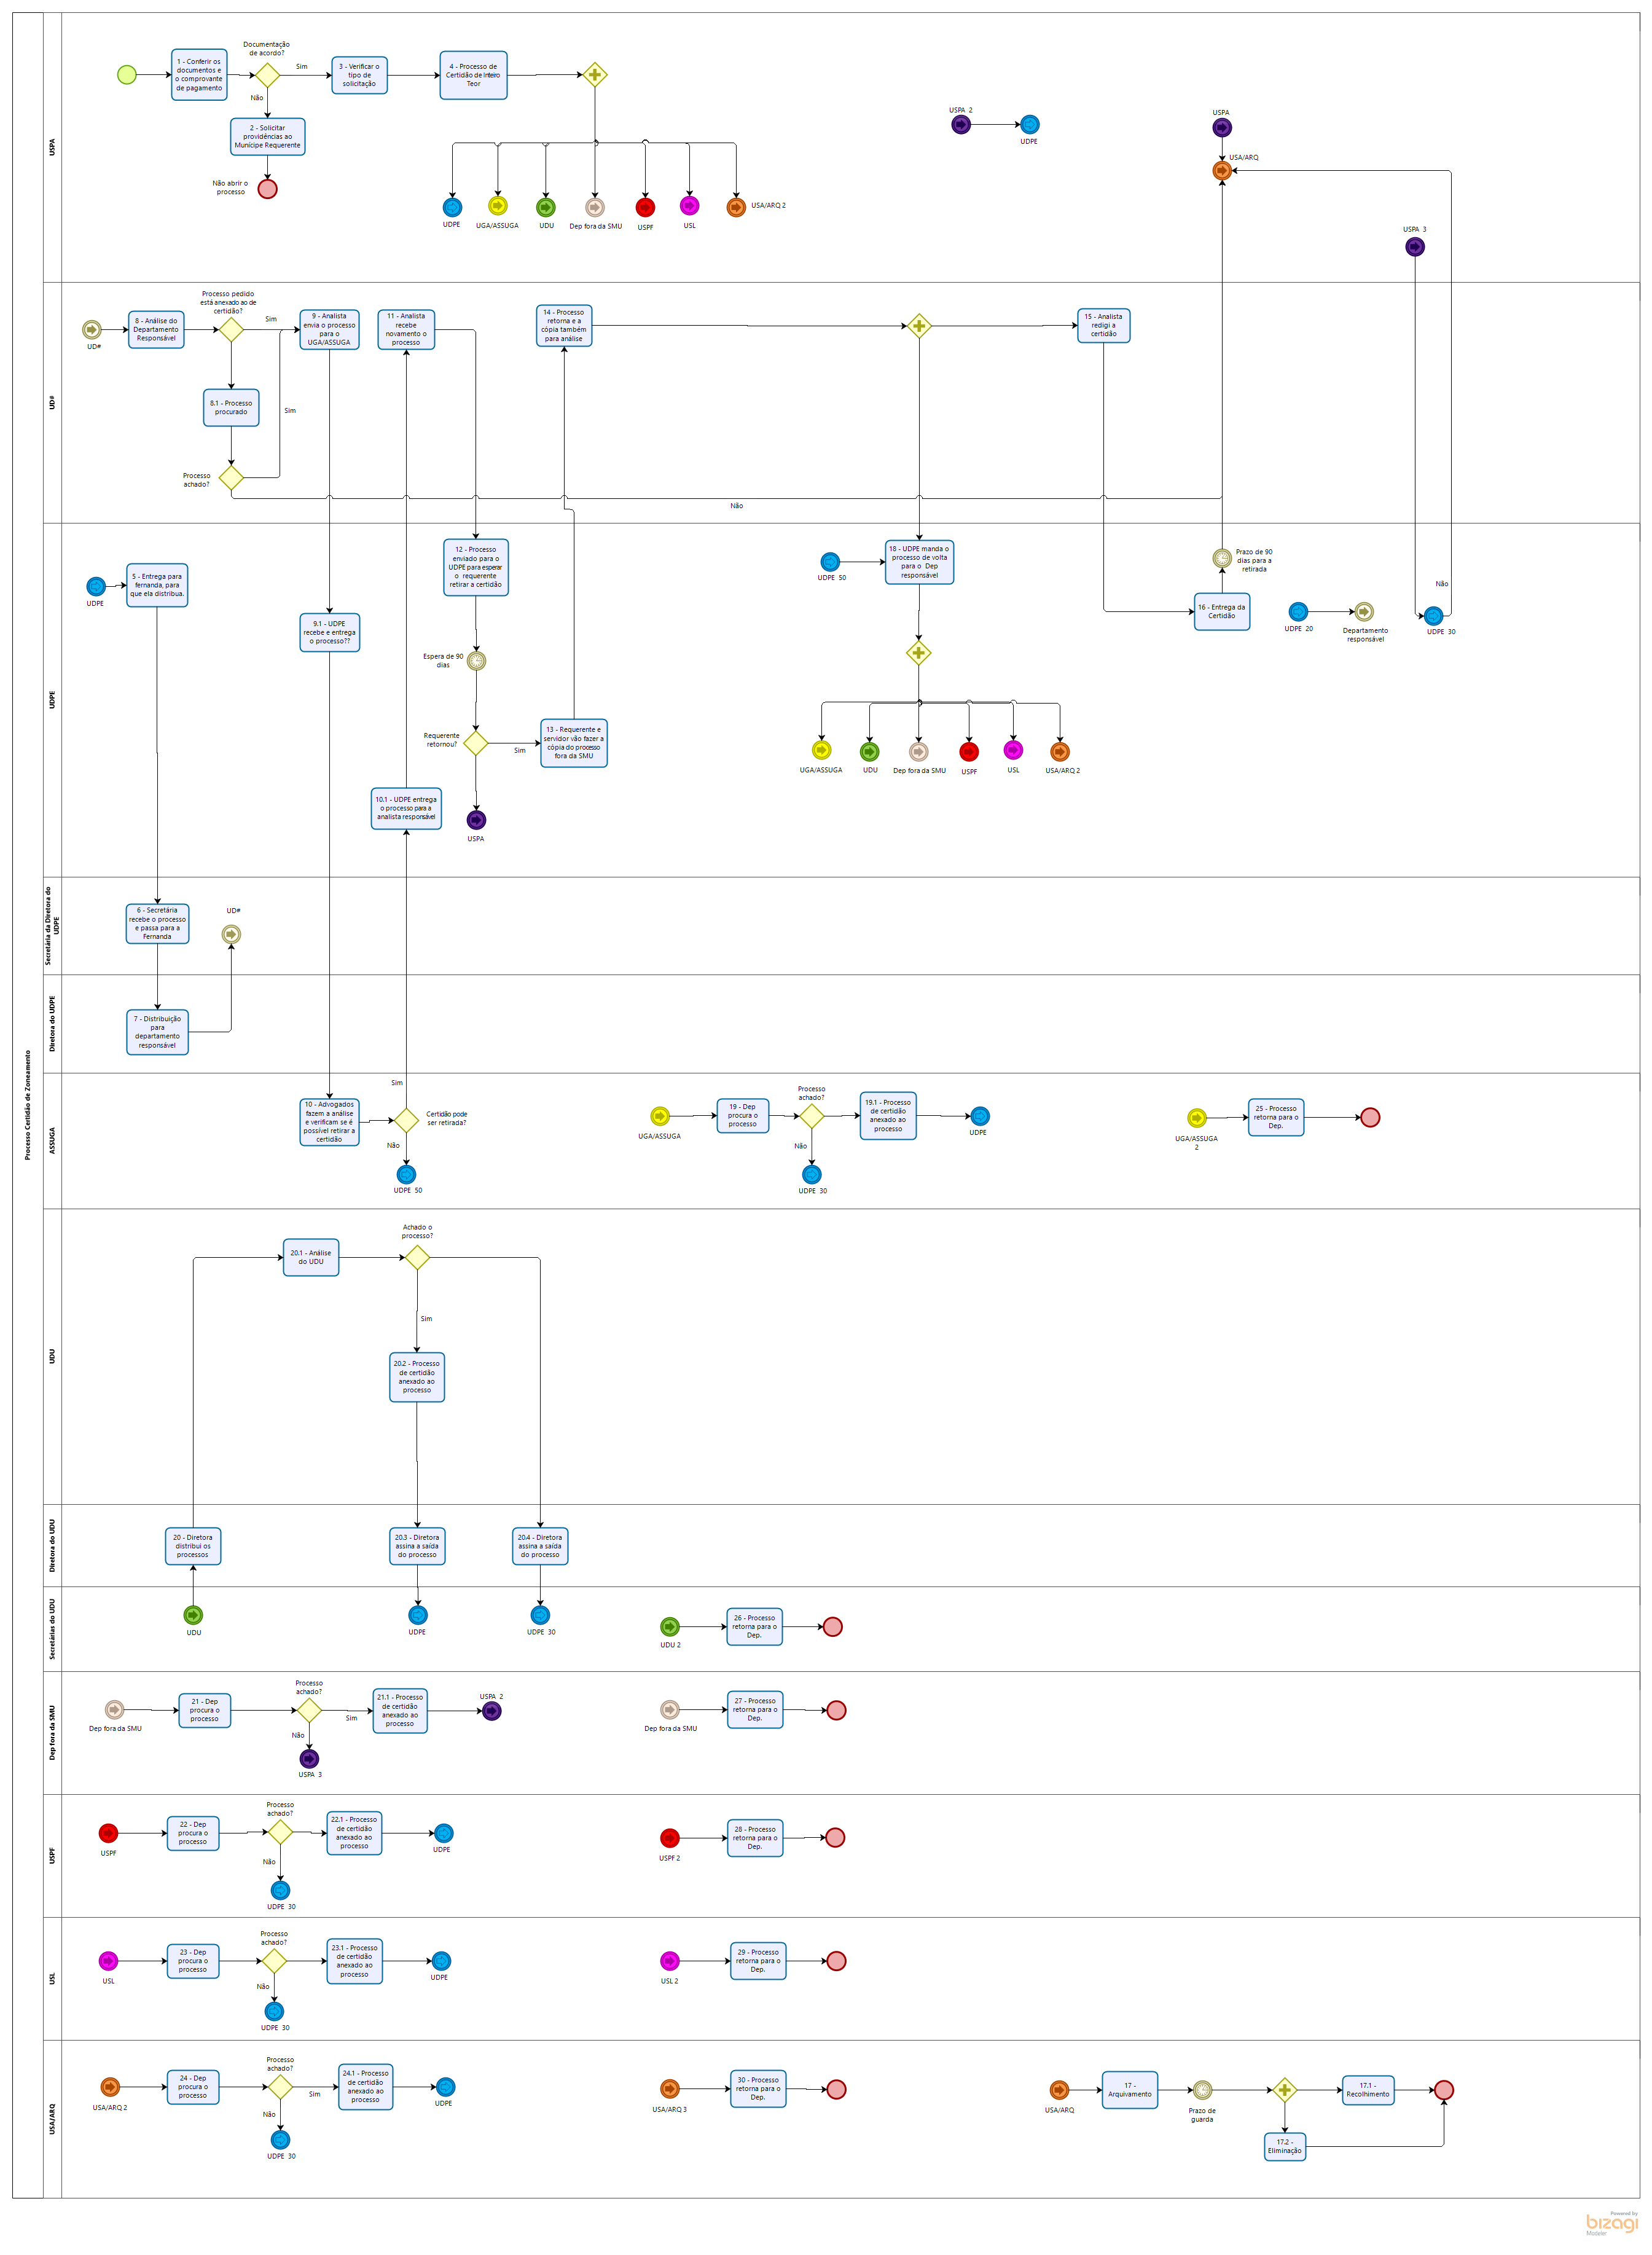 Processo Certidão de Zoneamento
USPA
Documentação
de acordo?
1 - Conferir os
documentos e
o comprovante
de pagamento
Sim
3 - Verificar o
tipo de
solicitação
4 - Processo de
Certidão de Inteiro
Teor
Não
2 - Solicitar
providências ao
Munícipe Requerente
Não abrir o
processo
UDPE
UGA/ASSUGA
UDU
Dep fora da SMU
USPF
USL
USA/ARQ 2
USPA 2
UDPE
USPA
USA/ARQ
USPA 3
UD#
Processo pedido
está anexado ao de
certidão?
UD#
8 - Análise do
Departamento
Responsável
Sim
9 - Analista
envia o processo
para o
UGA/ASSUGA
11 - Analista
recebe
novamento o
processo
14 - Processo
retorna e a
cópia também
para análise
15 - Analista
redigi a
certidão
8.1 - Processo
procurado
Sim
Processo
achado?
Não
UDPE
UDPE
5 - Entrega para
fernanda, para
que ela distribua.
9.1 - UDPE
recebe e entrega
o processo??
12 - Processo
enviado para o
UDPE para esperar
o requerente
retirar a certidão
Espera de 90
dias
Requerente
retornou?
Sim
13 - Requerente e
servidor vão fazer a
cópia do processo
fora da SMU
10.1 - UDPE entrega
o processo para a
analista responsável
USPA
UDPE 50
18 - UDPE manda o
processo de volta
para o Dep
responsável
UGA/ASSUGA
UDU
Dep fora da SMU
USPF
USL
USA/ARQ 2
Prazo de 90
dias para a
retirada
16 - Entrega da
Certidão
UDPE 20
Departamento
responsável
Não
UDPE 30
Secretária da Diretora do
UDPE
6 - Secretária
recebe o processo
e passa para a
Fernanda
UD#
Diretora do UDPE
7 - Distribuição
para
departamento
responsável
ASSUGA
10 - Advogados
fazem a análise
e verificam se é
possível retirar a
certidão
Sim
Certidão pode
ser retirada?
Não
UDPE 50
UGA/ASSUGA
19 - Dep
procura o
processo
Processo
achado?
Não
UDPE 30
19.1 - Processo
de certidão
anexado ao
processo
UDPE
UGA/ASSUGA
2
25 - Processo
retorna para o
Dep.
UDU
20.1 - Análise
do UDU
Achado o
processo?
Sim
20.2 - Processo
de certidão
anexado ao
processo
Diretora do UDU
20 - Diretora
distribui os
processos
20.3 - Diretora
assina a saída
do processo
20.4 - Diretora
assina a saída
do processo
Secretárias do UDU
UDU
UDPE
UDPE 30
UDU 2
26 - Processo
retorna para o
Dep.
Dep fora da SMU
Dep fora da SMU
21 - Dep
procura o
processo
Processo
achado?
Sim
Não
USPA 3
21.1 - Processo
de certidão
anexado ao
processo
USPA 2
Dep fora da SMU
27 - Processo
retorna para o
Dep.
USPF
USPF
22 - Dep
procura o
processo
Processo
achado?
Não
UDPE 30
22.1 - Processo
de certidão
anexado ao
processo
UDPE
USPF 2
28 - Processo
retorna para o
Dep.
USL
USL
23 - Dep
procura o
processo
Processo
achado?
Não
UDPE 30
23.1 - Processo
de certidão
anexado ao
processo
UDPE
USL 2
29 - Processo
retorna para o
Dep.
USA/ARQ
USA/ARQ 2
24 - Dep
procura o
processo
Processo
achado?
Sim
Não
UDPE 30
24.1 - Processo
de certidão
anexado ao
processo
UDPE
USA/ARQ 3
30 - Processo
retorna para o
Dep.
USA/ARQ
17 -
Arquivamento
Prazo de
guarda
17.1 -
Recolhimento
17.2 -
Eliminação
Powered by
bizagi
Modeler